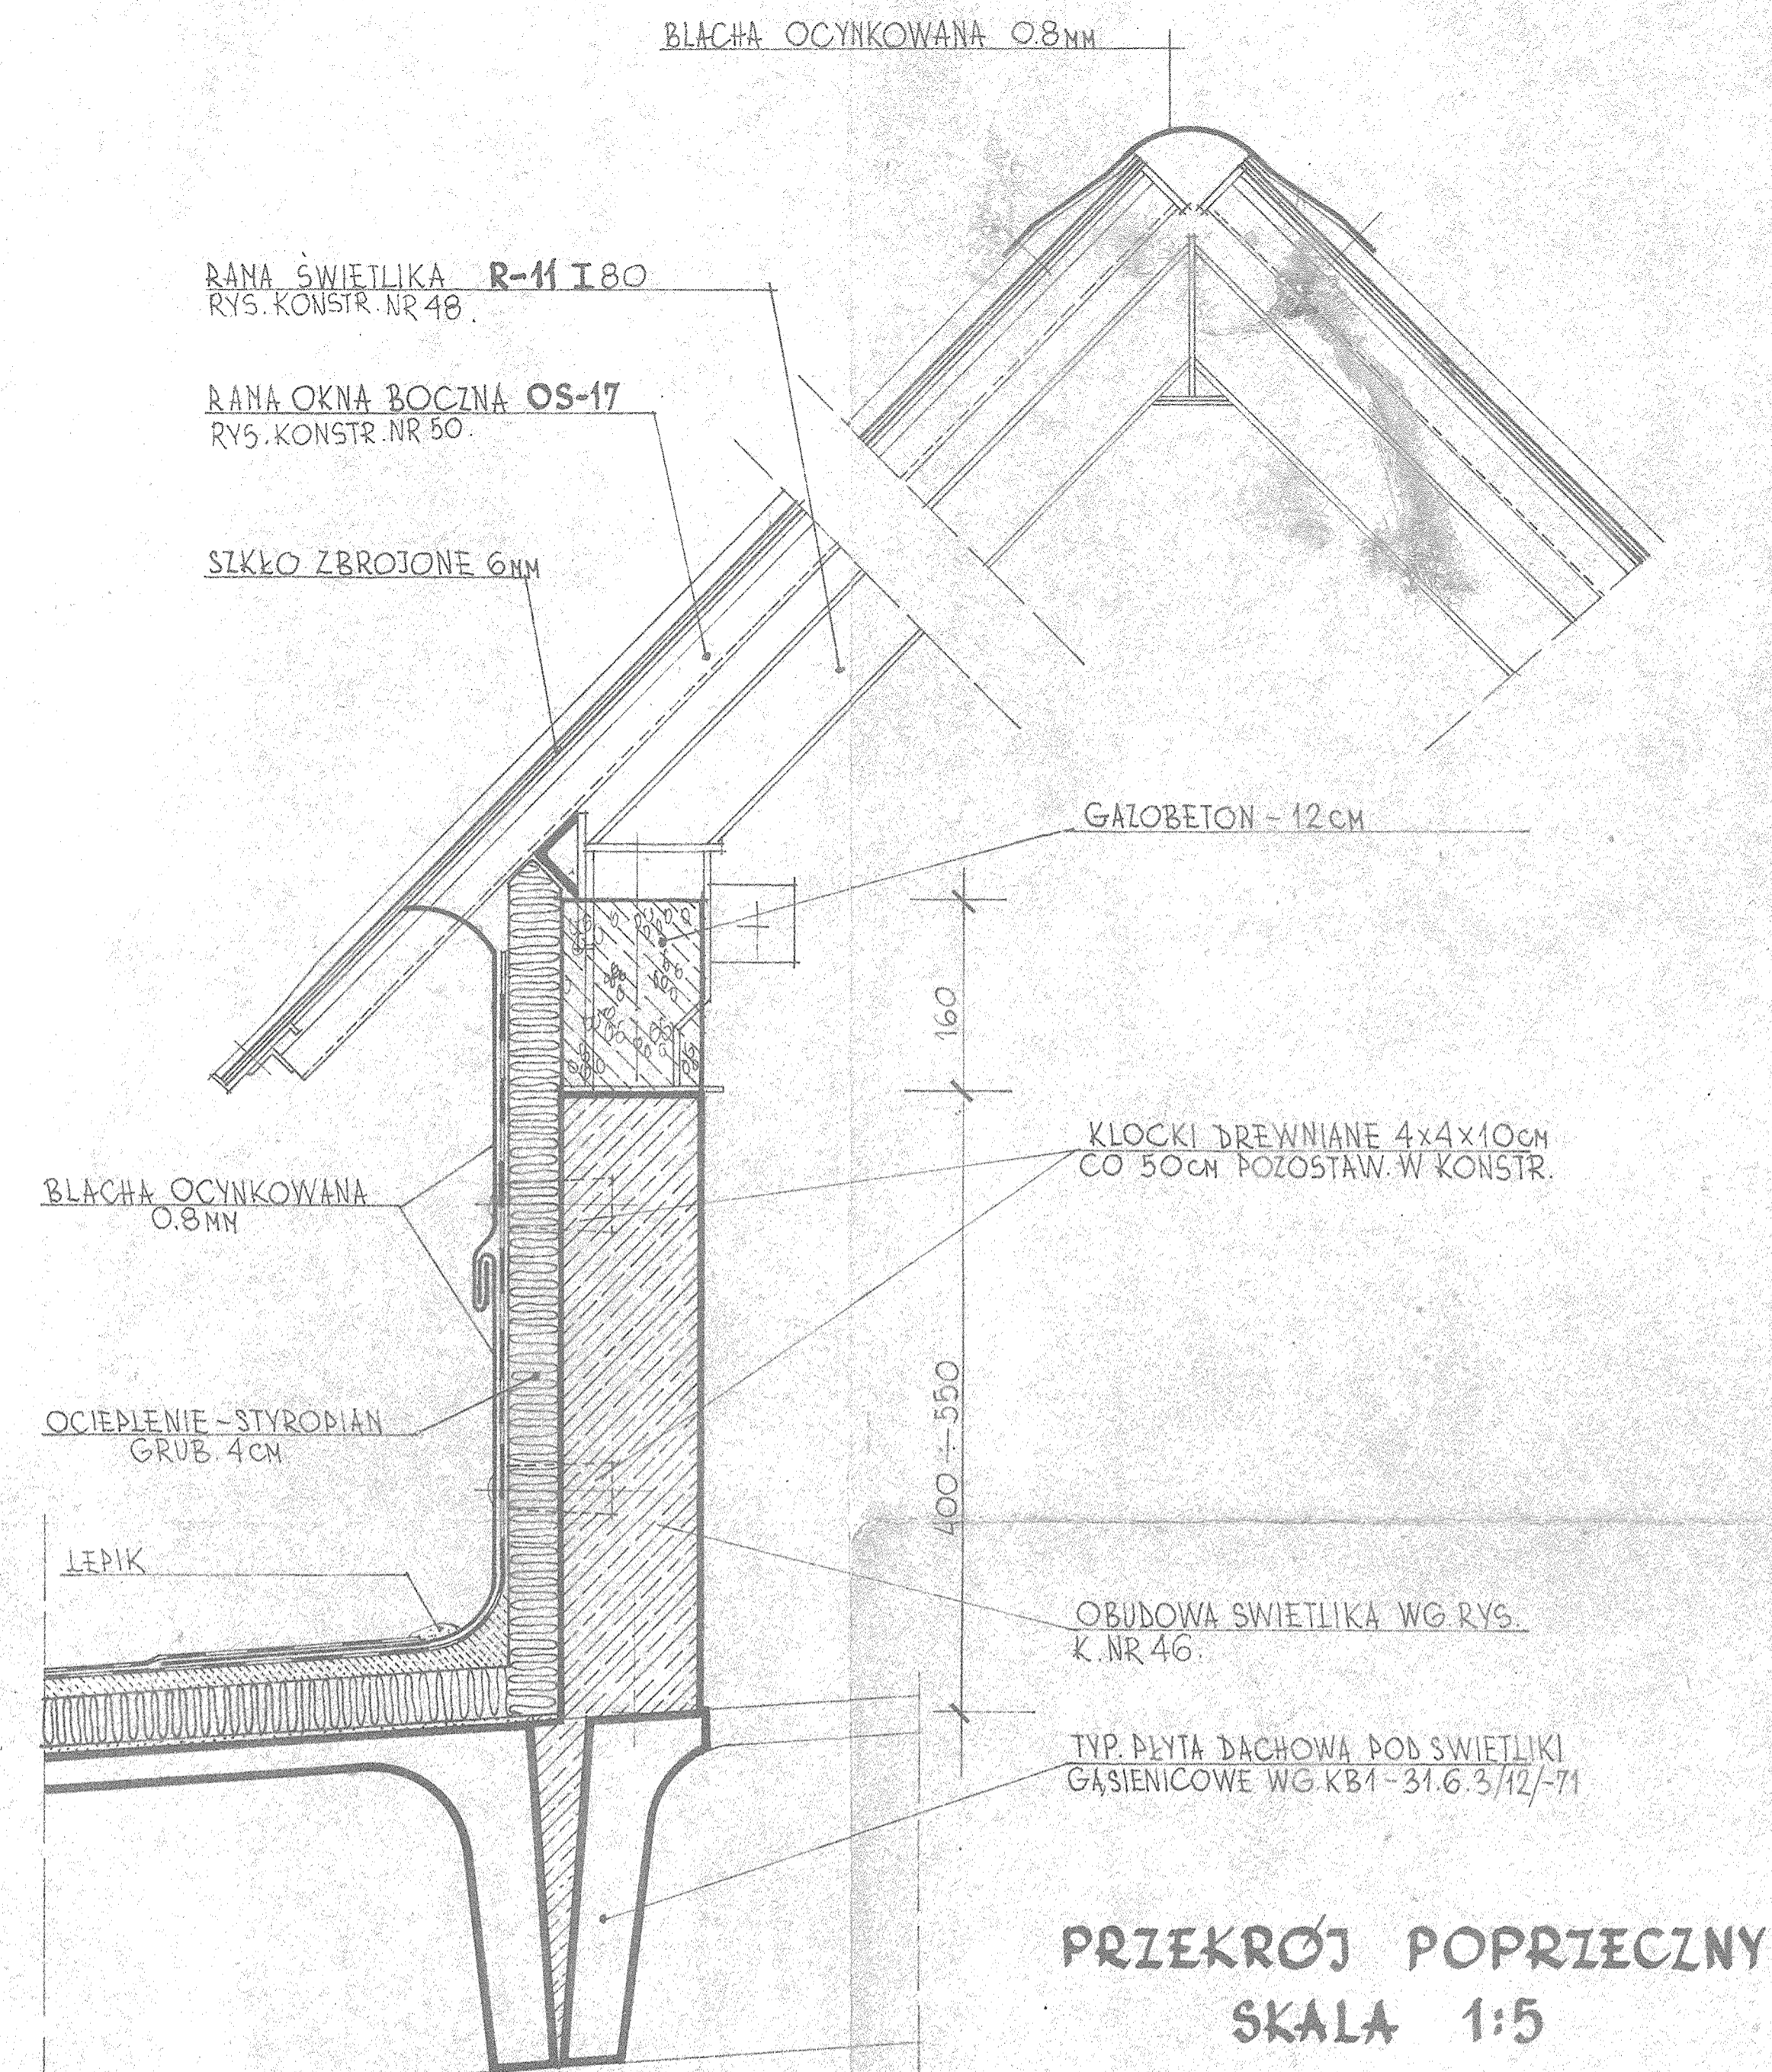 BLACHA OCYNKOWANA 0.8MM
RAMA ŚWIETLIKA R-11 I80
RYS. KONSTR. NR 48.
RAMA OKNA BOCZNA OS-17
RYS. KONSTR. NR 50.
SZKŁO ZBROJONE 6MM
GAZOBETON - 12CM
160
KLOCKI DREWNIANE 4x4x10CM
CO 50CM POZOSTAW. W KONSTR.
BLACHA OCYNKOWANA
0.8MM
400÷550
OCIEPLENIE-STYROPIAN
GRUB. 4CM
LEPIK
OBUDOWA SWIETLIKA WG. RYS.
K. NR 46.
TYP. PŁYTA DACHOWA POD SWIETLIKI
GĄSIENICOWE WG. KB1-31.6.3/12/-71
PRZEKRÓJ POPRZECZNY
SKALA 1:5